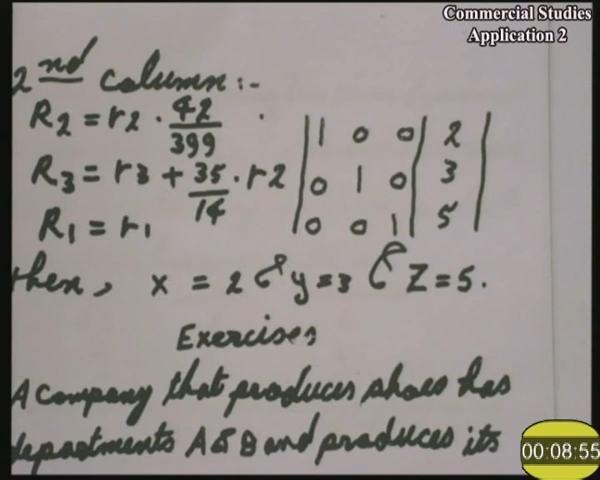 Commercial Studies
Application 2
2nd column:-
R2 = r2 . 42/399 .
R3 = r3 + 35/14 . r2
R1 = r1
| 1 0 0 | 2 |
| 0 1 0 | 3 |
| 0 0 1 | 5 |
then, x = 2 & y = 3 & Z = 5.
Exercises
A company that produces shoes has
departments A & B and produces its
00:08:55